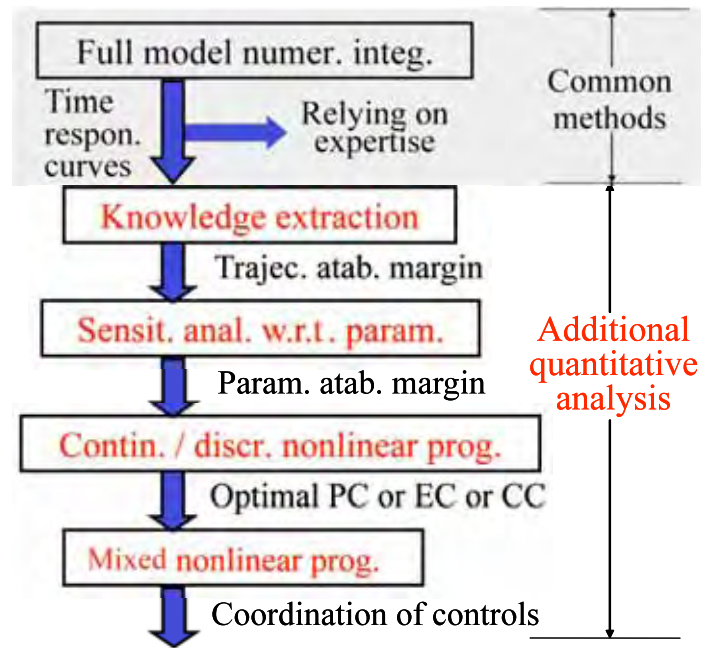 Full model numer. integ.
Time
respon.
curves
Relying on
expertise
Common
methods
Knowledge extraction
Trajec. atab. margin
Sensit. anal. w.r.t. param.
Param. atab. margin
Contin. / discr. nonlinear prog.
Optimal PC or EC or CC
Mixed nonlinear prog.
Coordination of controls
Additional
quantitative
analysis